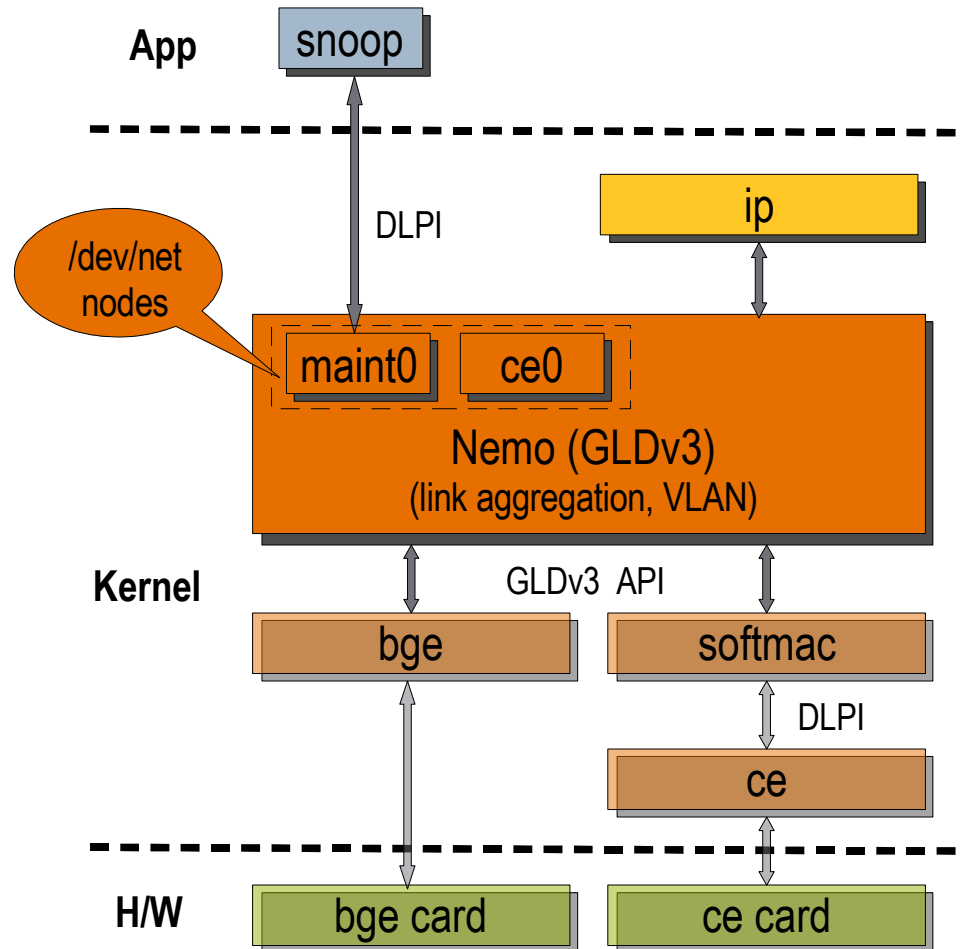 App
snoop
DLPI
ip
/dev/net
nodes
maint0
ce0
Nemo (GLDv3)
(link aggregation, VLAN)
Kernel
GLDv3 API
bge
softmac
DLPI
ce
H/W
bge card
ce card